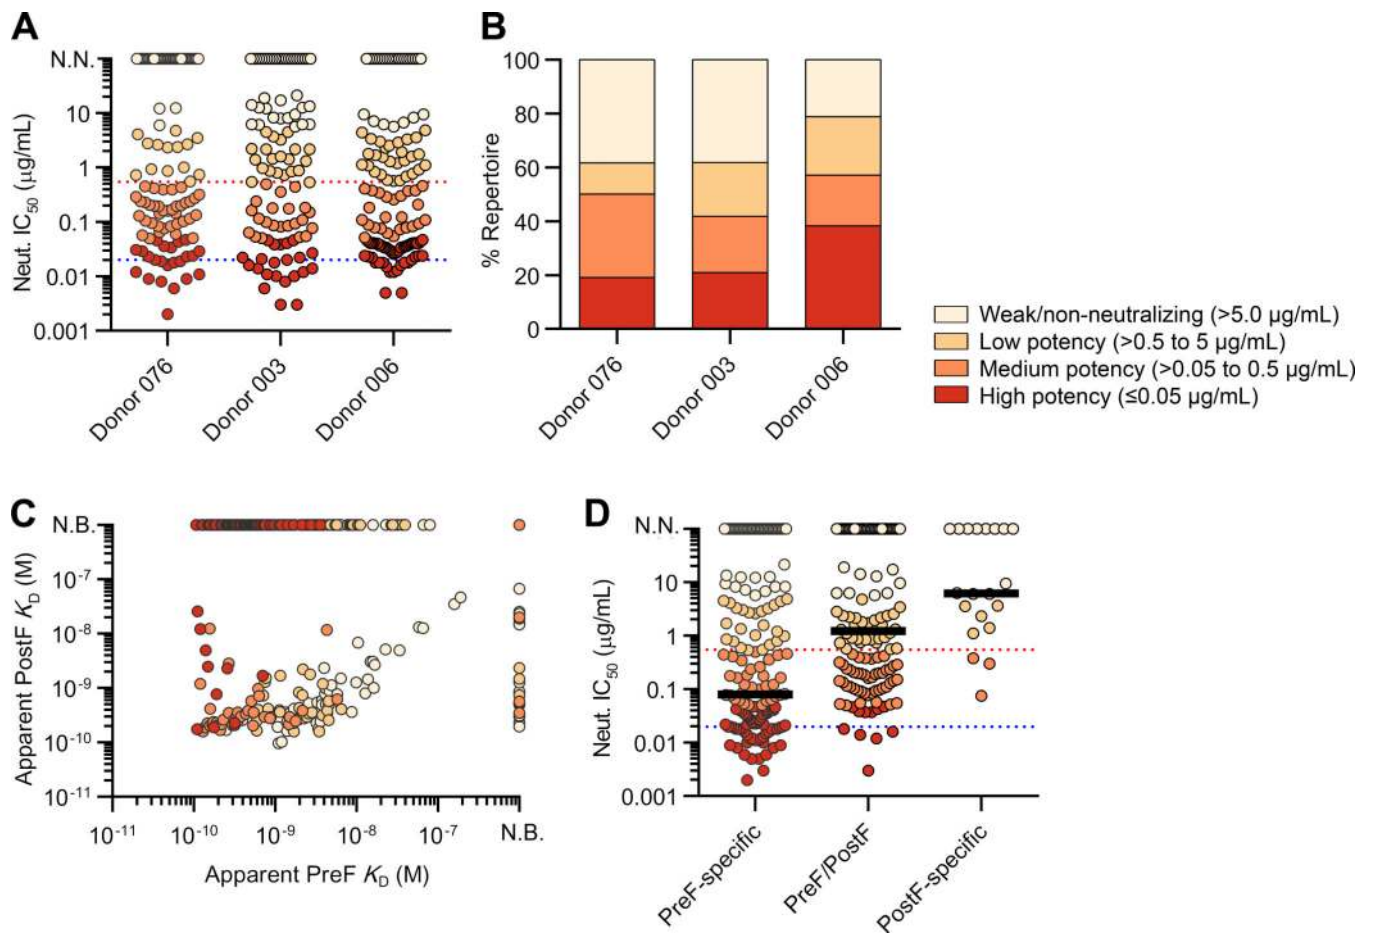 A
N.N.
10
1
0.1
0.01
0.001
Neut. IC50 (μg/mL)
Donor 076
Donor 003
Donor 006
B
100
80
60
40
20
0
% Repertoire
Donor 076
Donor 003
Donor 006
Weak/non-neutralizing (>5.0 μg/mL)
Low potency (>0.5 to 5 μg/mL)
Medium potency (>0.05 to 0.5 μg/mL)
High potency (≤0.05 μg/mL)
C
N.B.
10-7
10-8
10-9
10-10
10-11
Apparent PostF KD (M)
10-11
10-10
10-9
10-8
10-7
N.B.
Apparent PreF KD (M)
D
N.N.
10
1
0.1
0.01
0.001
Neut. IC50 (μg/mL)
PreF-specific
PreF/PostF
PostF-specific